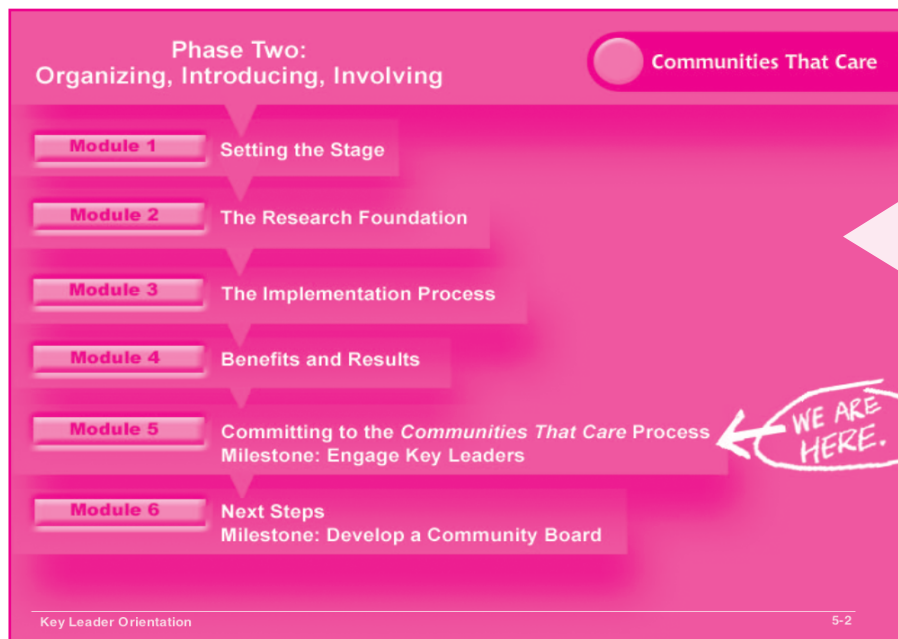 Phase Two:
Organizing, Introducing, Involving
Communities That Care
Module 1
Setting the Stage
Module 2
The Research Foundation
Module 3
The Implementation Process
Module 4
Benefits and Results
Module 5
Committing to the Communities That Care Process
Milestone: Engage Key Leaders
WE ARE
HERE.
Module 6
Next Steps
Milestone: Develop a Community Board
Key Leader Orientation
5-2